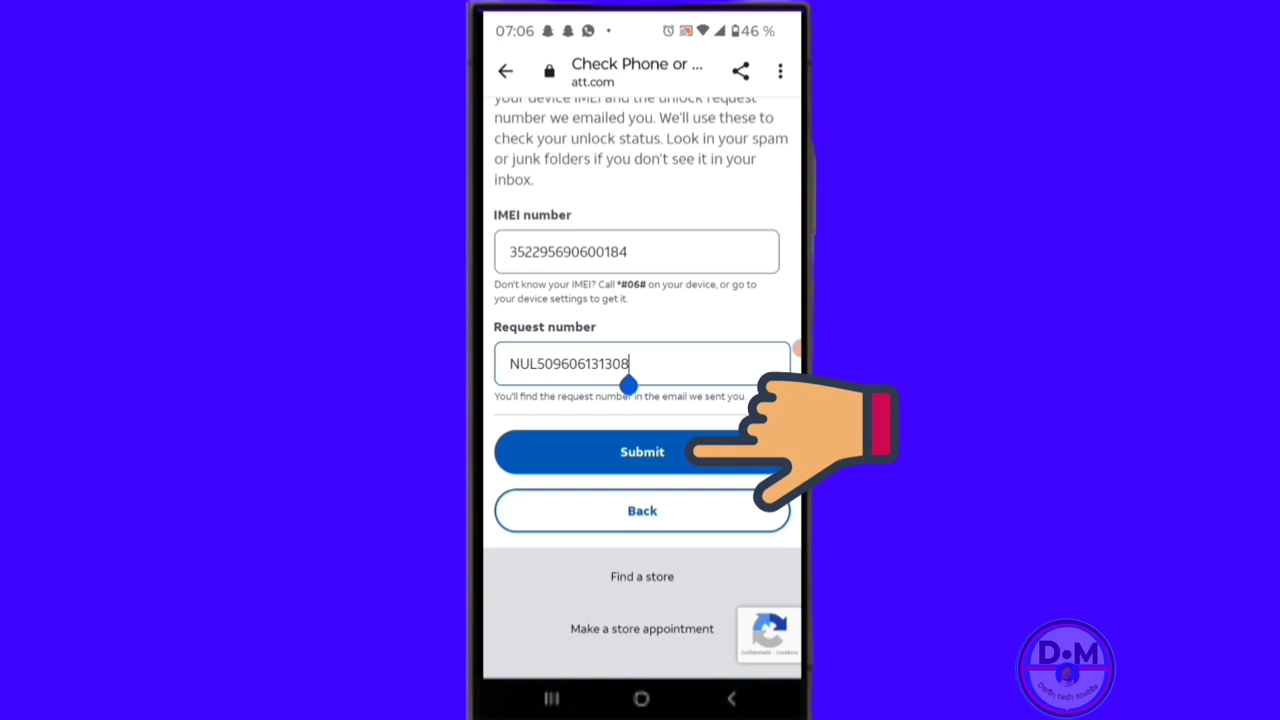 07:06
46 %
Check Phone or ...
att.com
your device IMEI and the unlock request
number we emailed you. We'll use these to
check your unlock status. Look in your spam
or junk folders if you don't see it in your
inbox.
IMEI number
352295690600184
Don't know your IMEI? Call *#06# on your device, or go to
your device settings to get it.
Request number
NUL509606131308
You'll find the request number in the email we sent you.
Submit
Back
Find a store
Make a store appointment
D•M